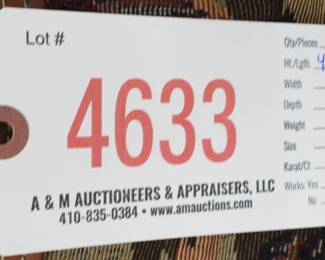 Lot #
4633
A & M AUCTIONEERS & APPRAISERS, LLC
410-835-0384 • www.amauctions.com
Qty/Pieces
Ht./Lgth.
Width
Depth
Weight
Size
Karat/Ct
Works: Yes
No